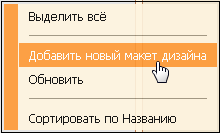 Выделить всё
Добавить новый макет дизайна
Обновить
Сортировать по Названию